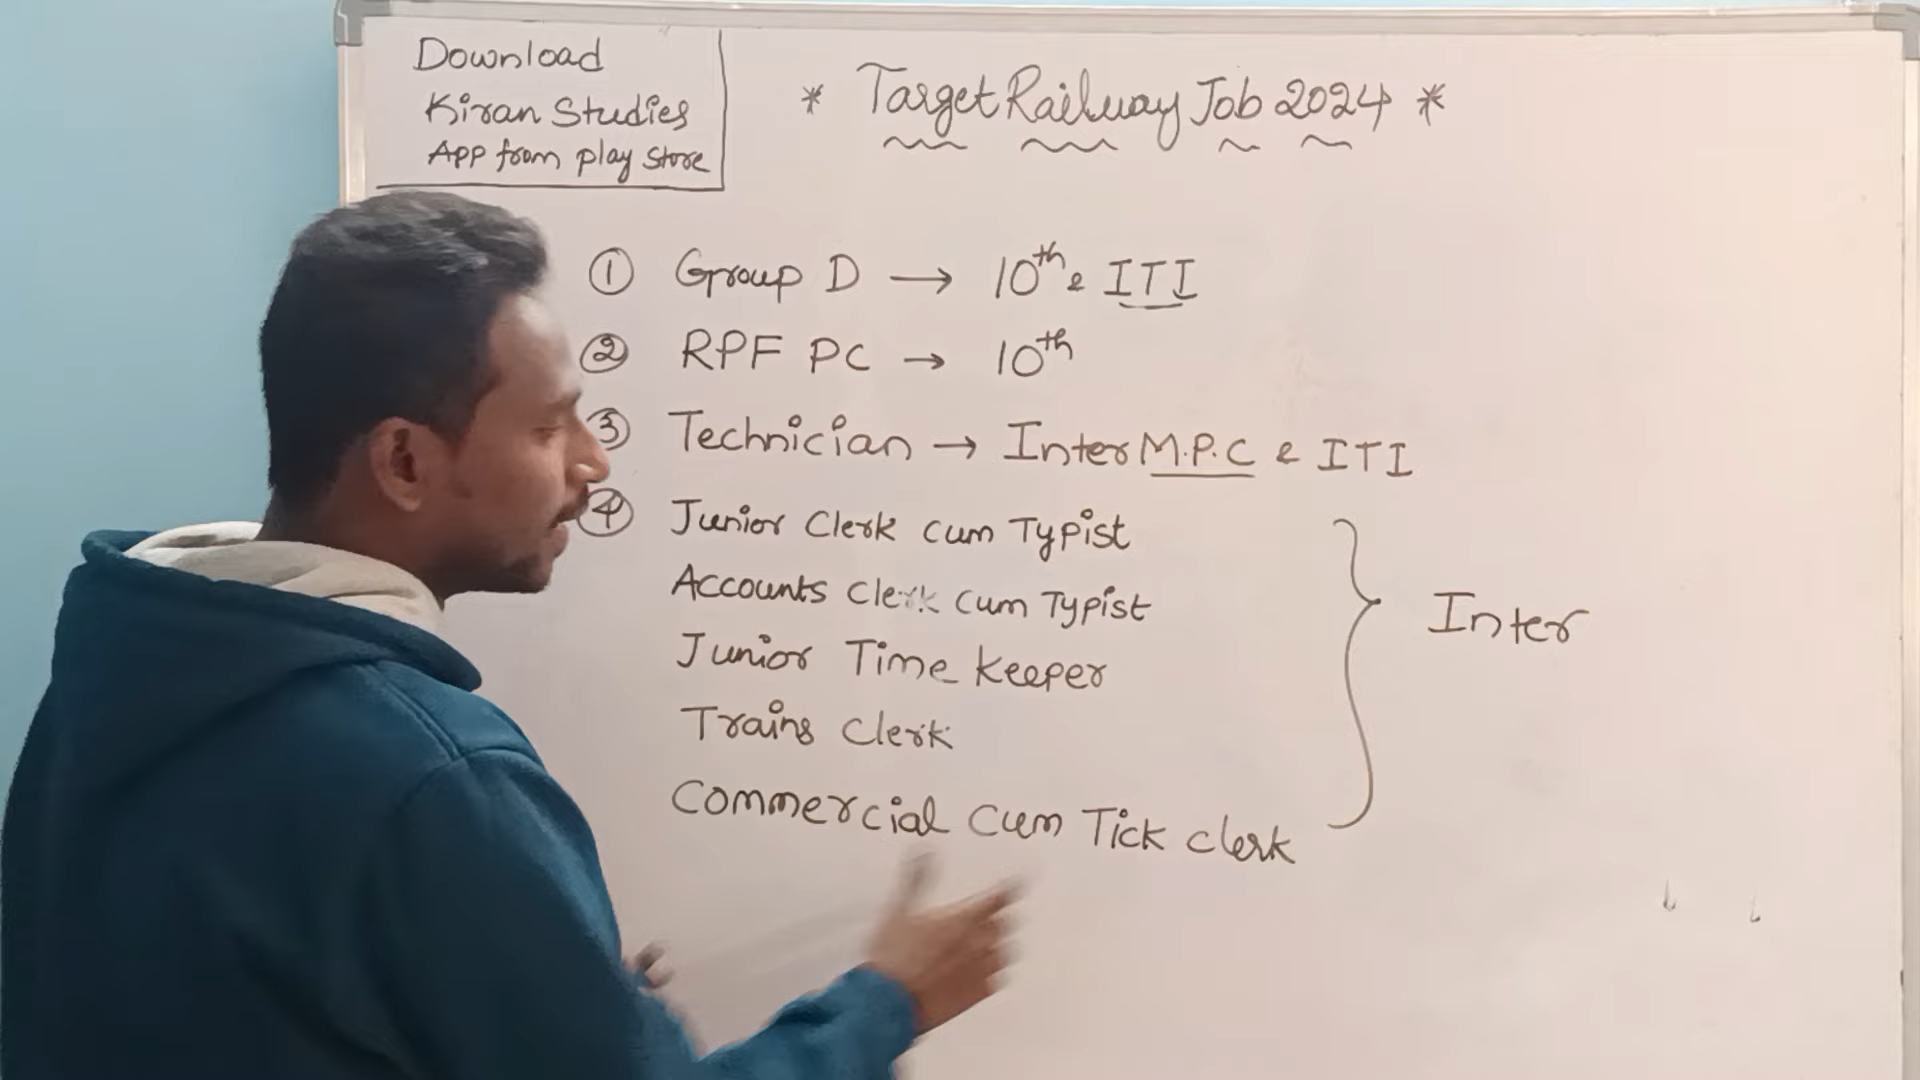 Download
Kiran Studies
App from play store
* Target Railway Job 2024 *
① Group D → 10th & ITI
② RPF PC → 10th
③ Technician → Inter M.P.C & ITI
④ Junior Clerk cum Typist
Accounts Clerk cum Typist
Junior Time keeper
Trains Clerk
Commercial cum Tick clerk
Inter